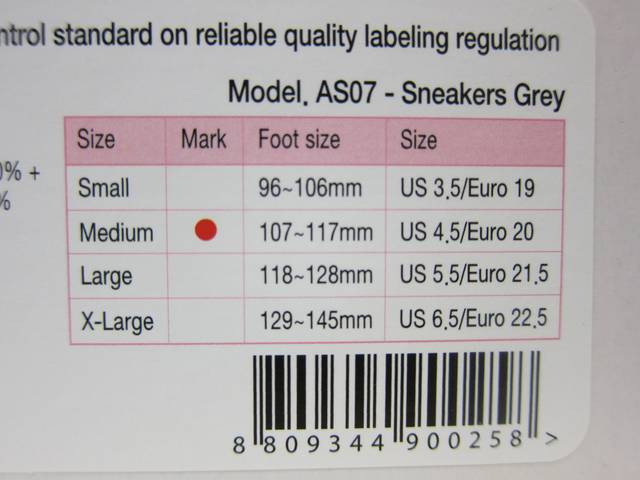 ntrol standard on reliable quality labeling regulation
Model. AS07 - Sneakers Grey
Size Mark Foot size Size
0% +
%
Small 96~106mm US 3.5/Euro 19
Medium 107~117mm US 4.5/Euro 20
Large 118~128mm US 5.5/Euro 21.5
X-Large 129~145mm US 6.5/Euro 22.5
8 809344 900258 >